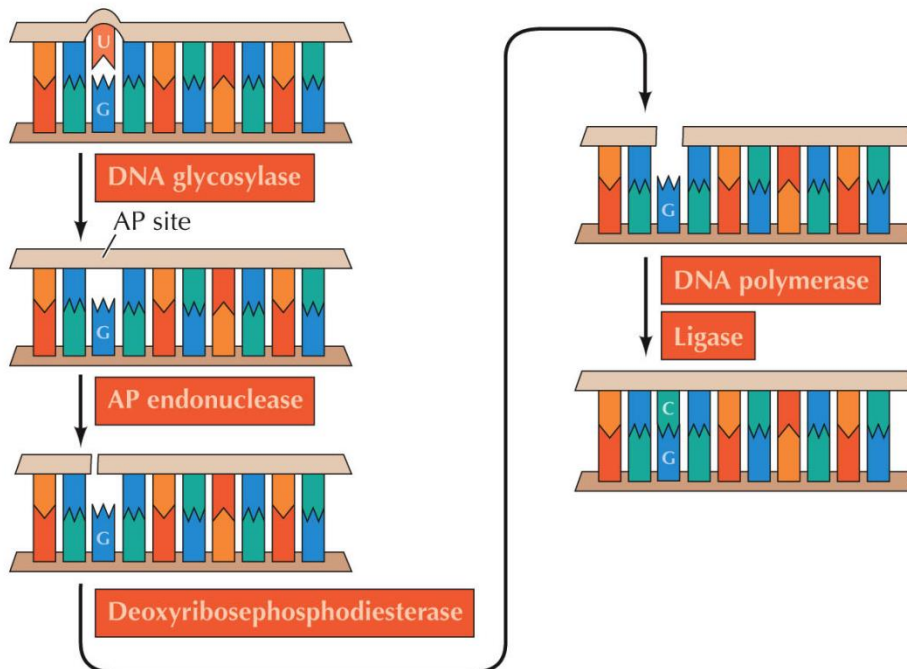 U
G
DNA glycosylase
AP site
G
AP endonuclease
G
Deoxyribosephosphodiesterase
G
DNA polymerase
Ligase
C
G